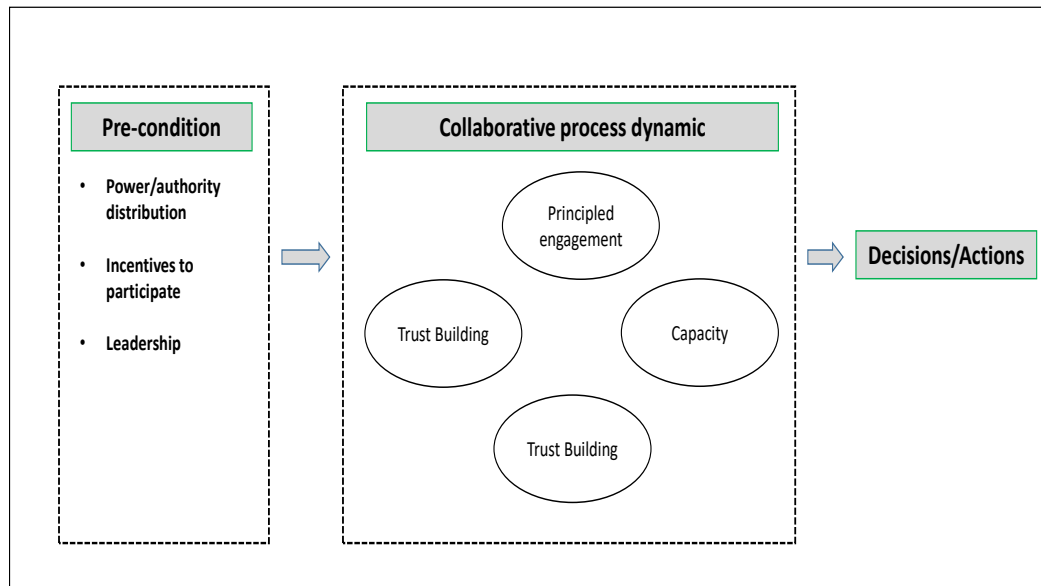 Pre-condition
• Power/authority
distribution
• Incentives to
participate
• Leadership
Collaborative process dynamic
Principled
engagement
Trust Building
Capacity
Trust Building
Decisions/Actions